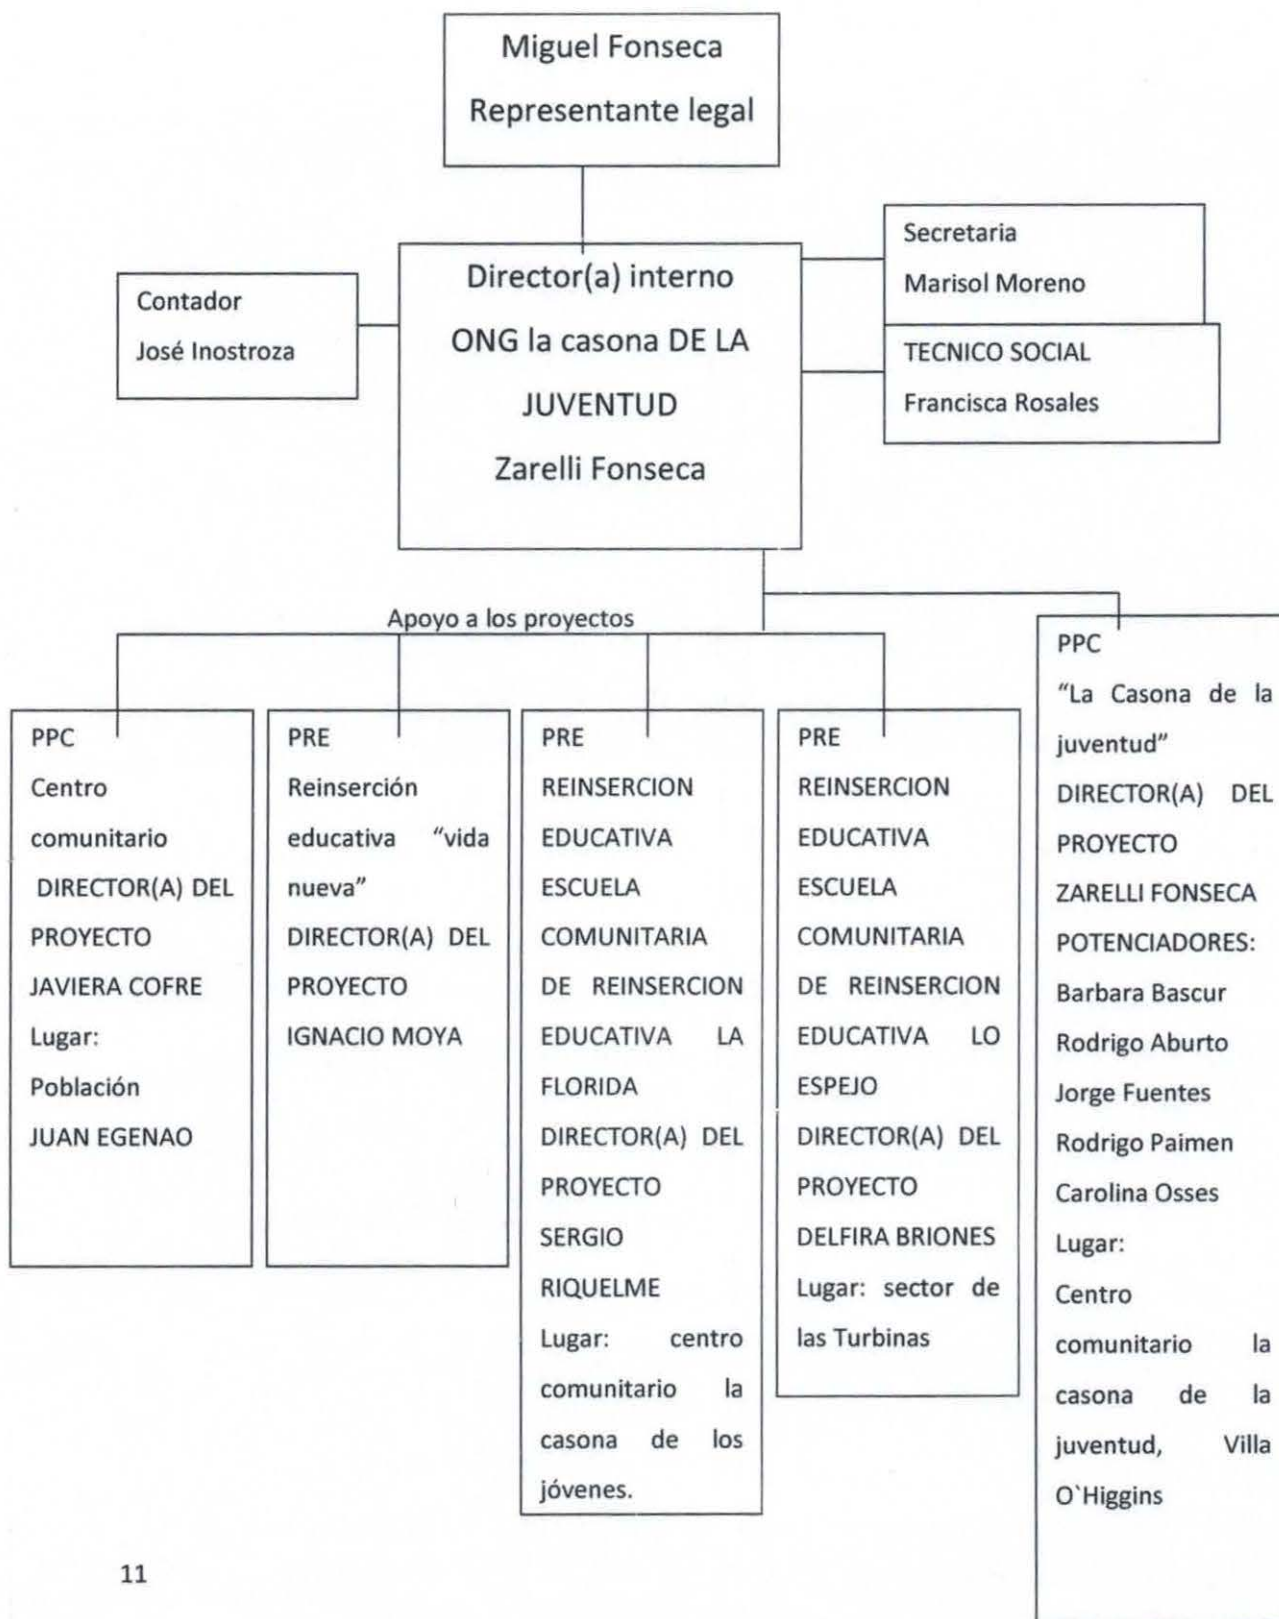 Miguel Fonseca
Representante legal
Contador
José Inostroza
Director(a) interno
ONG la casona DE LA
JUVENTUD
Zarelli Fonseca
Secretaria
Marisol Moreno
TECNICO SOCIAL
Francisca Rosales
Apoyo a los proyectos
PPC
Centro
comunitario
DIRECTOR(A) DEL
PROYECTO
JAVIERA COFRE
Lugar:
Población
JUAN EGENAO
PRE
Reinserción
educativa "vida
nueva"
DIRECTOR(A) DEL
PROYECTO
IGNACIO MOYA
PRE
REINSERCION
EDUCATIVA
ESCUELA
COMUNITARIA
DE REINSERCION
EDUCATIVA LA
FLORIDA
DIRECTOR(A) DEL
PROYECTO
SERGIO
RIQUELME
Lugar: centro
comunitario la
casona de los
jóvenes.
PRE
REINSERCION
EDUCATIVA
ESCUELA
COMUNITARIA
DE REINSERCION
EDUCATIVA LO
ESPEJO
DIRECTOR(A) DEL
PROYECTO
DELFIRA BRIONES
Lugar: sector de
las Turbinas
PPC
"La Casona de la
juventud"
DIRECTOR(A) DEL
PROYECTO
ZARELLI FONSECA
POTENCIADORES:
Barbara Bascur
Rodrigo Aburto
Jorge Fuentes
Rodrigo Paimen
Carolina Osses
Lugar:
Centro
comunitario la
casona de la
juventud, Villa
O`Higgins
11